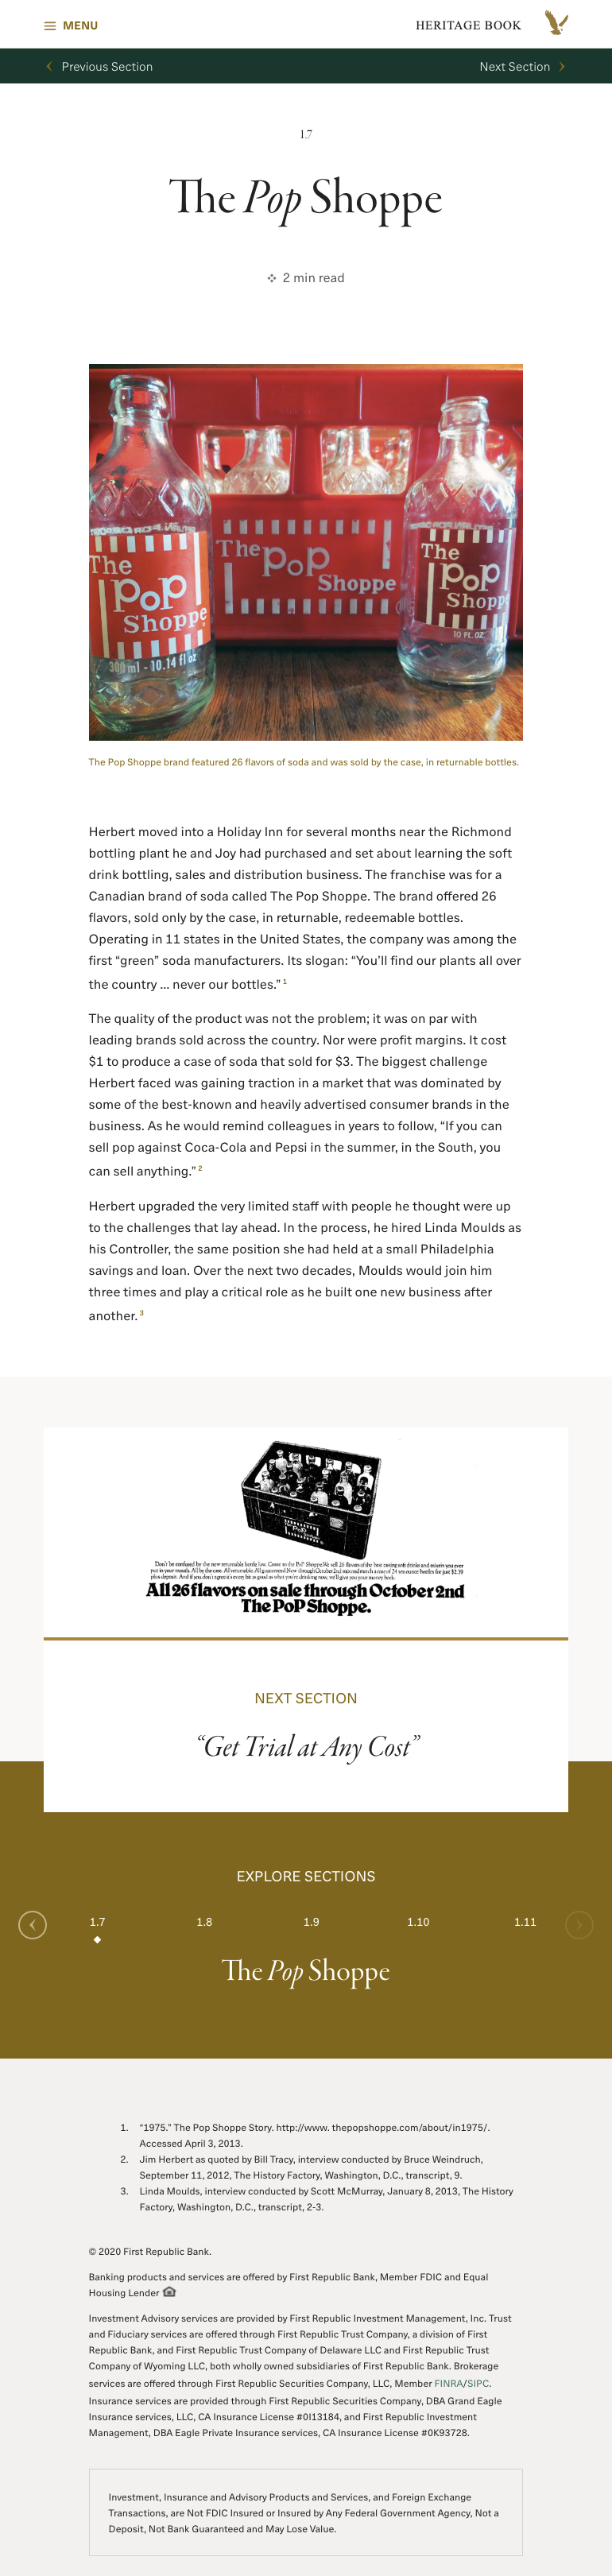 MENU
HERITAGE BOOK
Previous Section
Next Section
1.7
The Pop Shoppe
2 min read
The
pop
Shoppe
300 ml - 10.14 fl oz
The
pop
Shoppe
The
pop
Shoppe
10 FL. OZ
The Pop Shoppe brand featured 26 flavors of soda and was sold by the case, in returnable bottles.
Herbert moved into a Holiday Inn for several months near the Richmond
bottling plant he and Joy had purchased and set about learning the soft
drink bottling, sales and distribution business. The franchise was for a
Canadian brand of soda called The Pop Shoppe. The brand offered 26
flavors, sold only by the case, in returnable, redeemable bottles.
Operating in 11 states in the United States, the company was among the
first “green” soda manufacturers. Its slogan: “You’ll find our plants all over
the country ... never our bottles.” 1
The quality of the product was not the problem; it was on par with
leading brands sold across the country. Nor were profit margins. It cost
$1 to produce a case of soda that sold for $3. The biggest challenge
Herbert faced was gaining traction in a market that was dominated by
some of the best-known and heavily advertised consumer brands in the
business. As he would remind colleagues in years to follow, “If you can
sell pop against Coca-Cola and Pepsi in the summer, in the South, you
can sell anything.” 2
Herbert upgraded the very limited staff with people he thought were up
to the challenges that lay ahead. In the process, he hired Linda Moulds as
his Controller, the same position she had held at a small Philadelphia
savings and loan. Over the next two decades, Moulds would join him
three times and play a critical role as he built one new business after
another. 3
Don't be confused by the new returnable bottle law. Come to the PoP Shoppe. We sell 26 flavors of the best tasting soft drinks and mixers you ever
All 26 flavors on sale through October 2nd
The PoP Shoppe.
NEXT SECTION
“Get Trial at Any Cost”
EXPLORE SECTIONS
1.7 1.8 1.9 1.10 1.11
The Pop Shoppe
1. “1975.” The Pop Shoppe Story. http://www. thepopshoppe.com/about/in1975/.
Accessed April 3, 2013.
2. Jim Herbert as quoted by Bill Tracy, interview conducted by Bruce Weindruch,
September 11, 2012, The History Factory, Washington, D.C., transcript, 9.
3. Linda Moulds, interview conducted by Scott McMurray, January 8, 2013, The History
Factory, Washington, D.C., transcript, 2-3.
© 2020 First Republic Bank.
Banking products and services are offered by First Republic Bank, Member FDIC and Equal
Housing Lender
Investment Advisory services are provided by First Republic Investment Management, Inc. Trust
and Fiduciary services are offered through First Republic Trust Company, a division of First
Republic Bank, and First Republic Trust Company of Delaware LLC and First Republic Trust
Company of Wyoming LLC, both wholly owned subsidiaries of First Republic Bank. Brokerage
services are offered through First Republic Securities Company, LLC, Member FINRA/SIPC.
Insurance services are provided through First Republic Securities Company, DBA Grand Eagle
Insurance services, LLC, CA Insurance License #0I13184, and First Republic Investment
Management, DBA Eagle Private Insurance services, CA Insurance License #0K93728.
Investment, Insurance and Advisory Products and Services, and Foreign Exchange
Transactions, are Not FDIC Insured or Insured by Any Federal Government Agency, Not a
Deposit, Not Bank Guaranteed and May Lose Value.